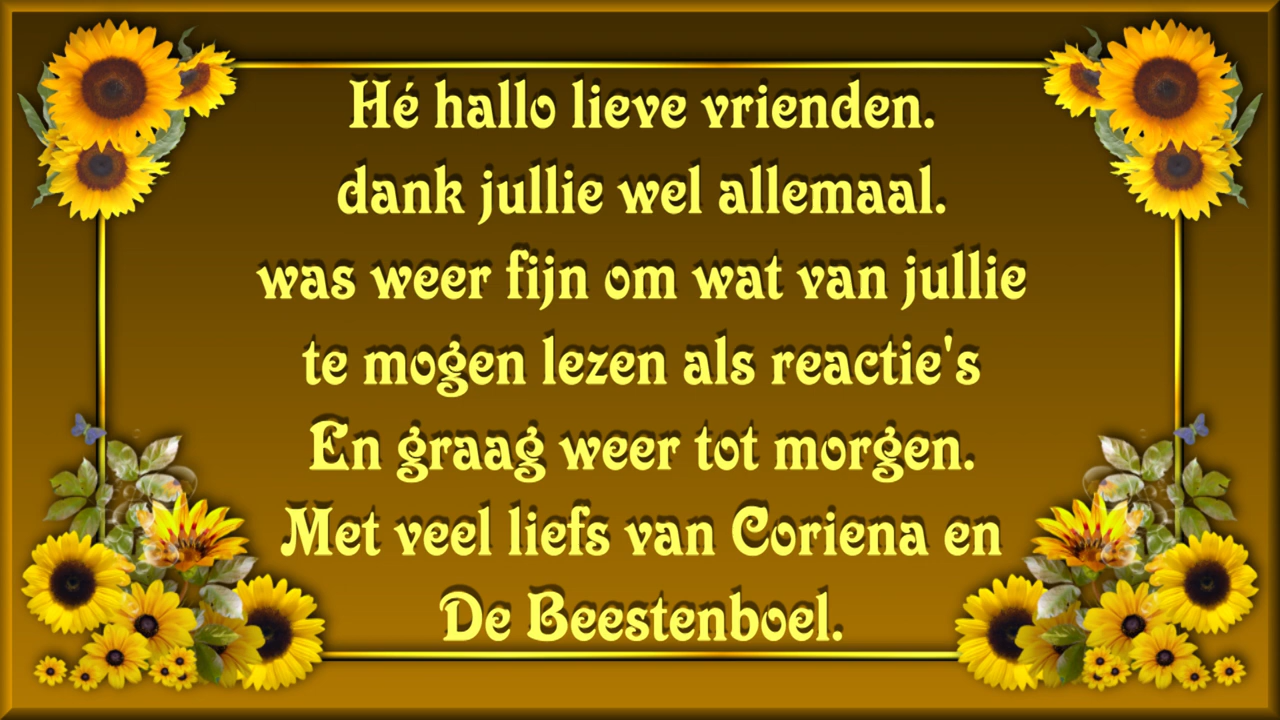 Hé hallo lieve vrienden.
dank jullie wel allemaal.
was weer fijn om wat van jullie
te mogen lezen als reactie's
En graag weer tot morgen.
Met veel liefs van Coriena en
De Beestenboel.